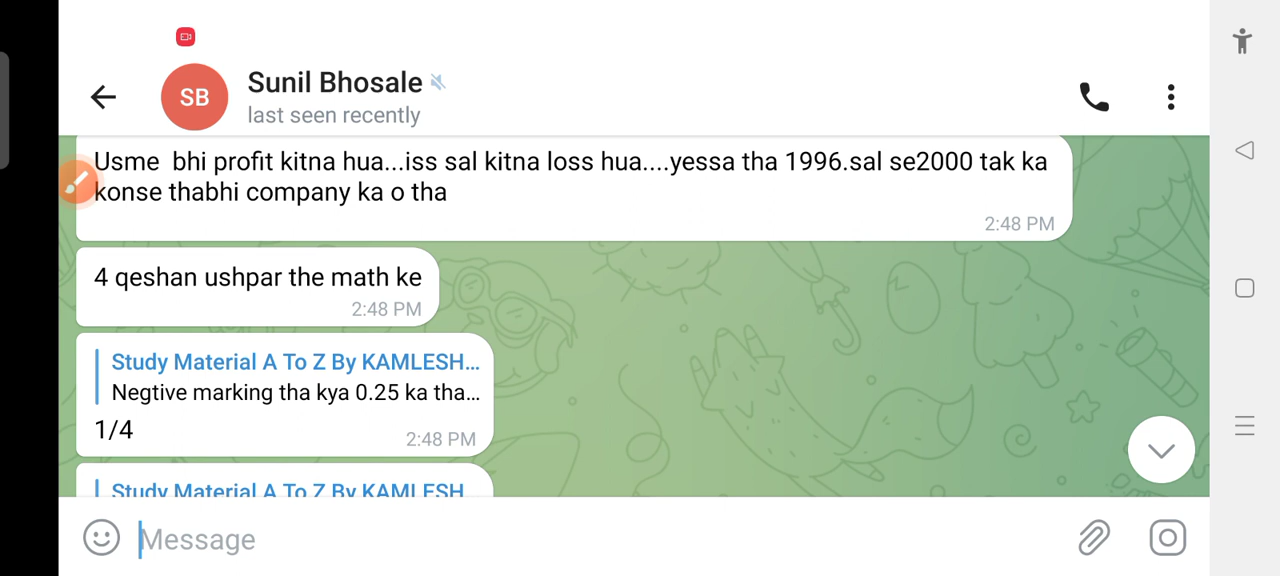 SB
Sunil Bhosale
last seen recently
Usme bhi profit kitna hua...iss sal kitna loss hua....yessa tha 1996.sal se2000 tak ka
konse thabhi company ka o tha
2:48 PM
4 qeshan ushpar the math ke
2:48 PM
Study Material A To Z By KAMLESH...
Negtive marking tha kya 0.25 ka tha...
1/4
2:48 PM
Study Material A To Z By KAMLESH
Message